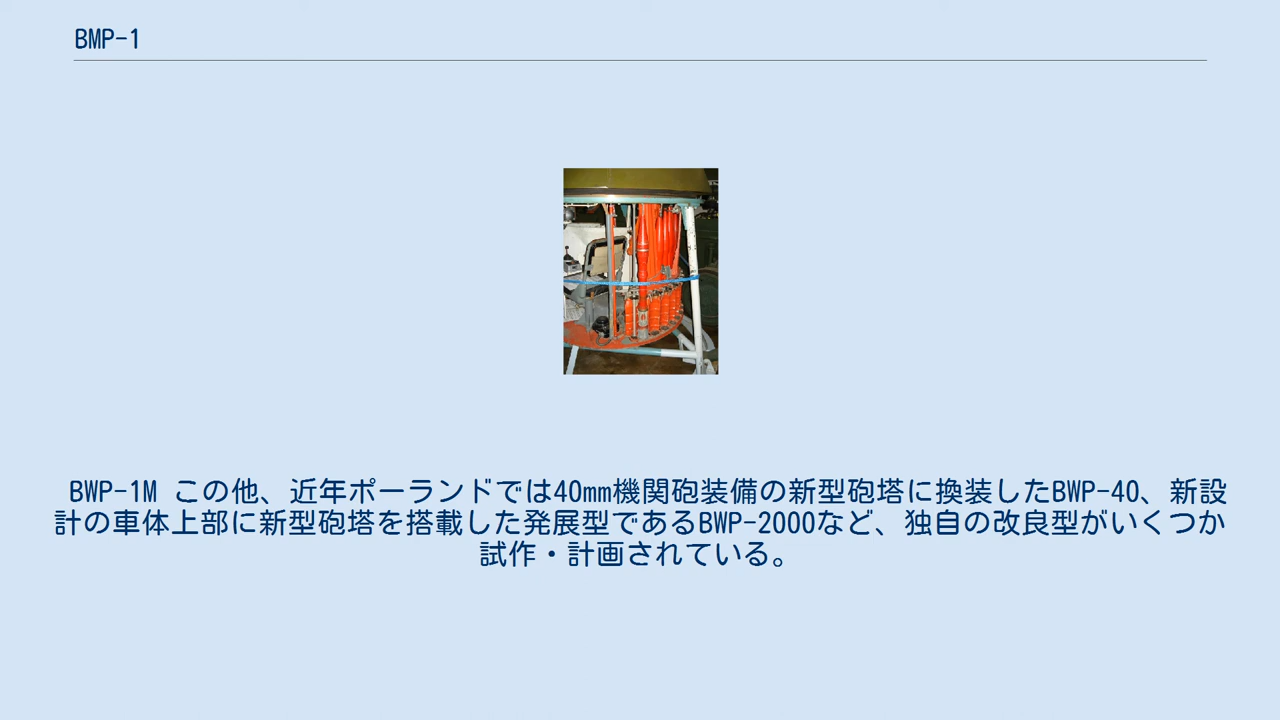 BMP-1
BWP-1M この他、近年ポーランドでは40mm機関砲装備の新型砲塔に換装したBWP-40、新設
計の車体上部に新型砲塔を搭載した発展型であるBWP-2000など、独自の改良型がいくつか
試作・計画されている。